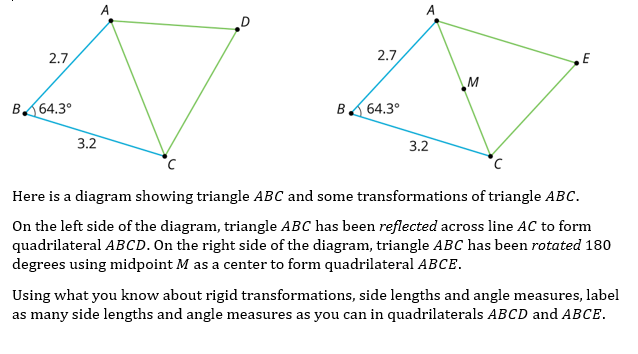 A
D
2.7
B
64.3°
3.2
C
A
E
2.7
M
B
64.3°
3.2
C
Here is a diagram showing triangle ABC and some transformations of triangle ABC.
On the left side of the diagram, triangle ABC has been reflected across line AC to form
quadrilateral ABCD. On the right side of the diagram, triangle ABC has been rotated 180
degrees using midpoint M as a center to form quadrilateral ABCE.
Using what you know about rigid transformations, side lengths and angle measures, label
as many side lengths and angle measures as you can in quadrilaterals ABCD and ABCE.